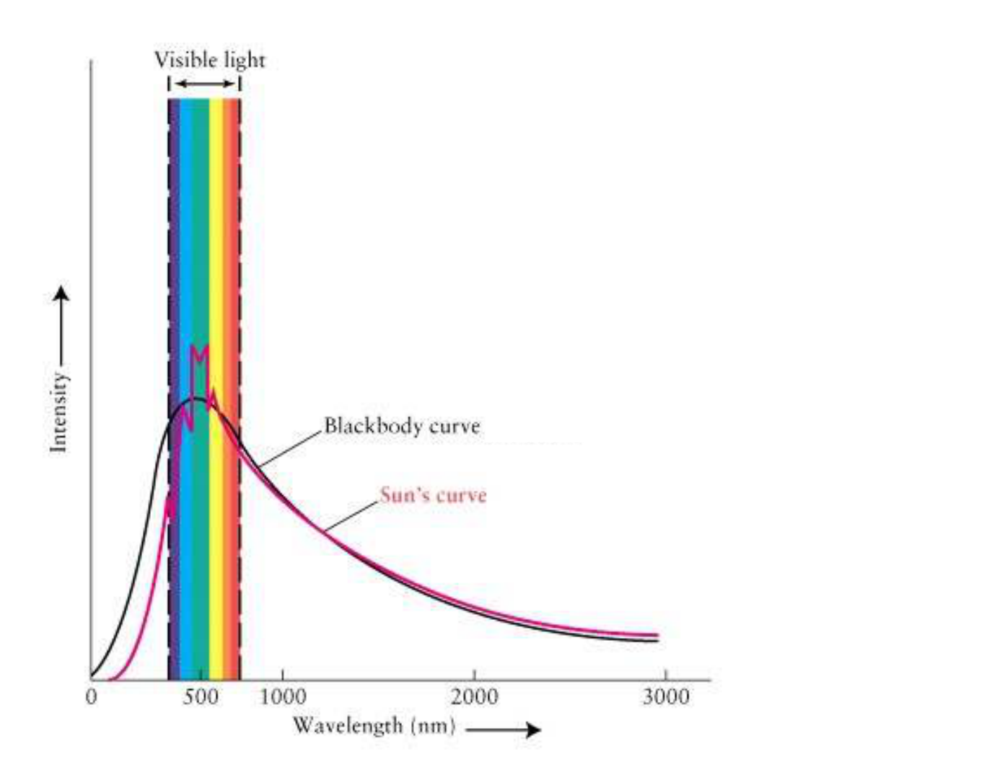 Visible light
Intensity
Blackbody curve
Sun's curve
0 500 1000 2000 3000
Wavelength (nm)